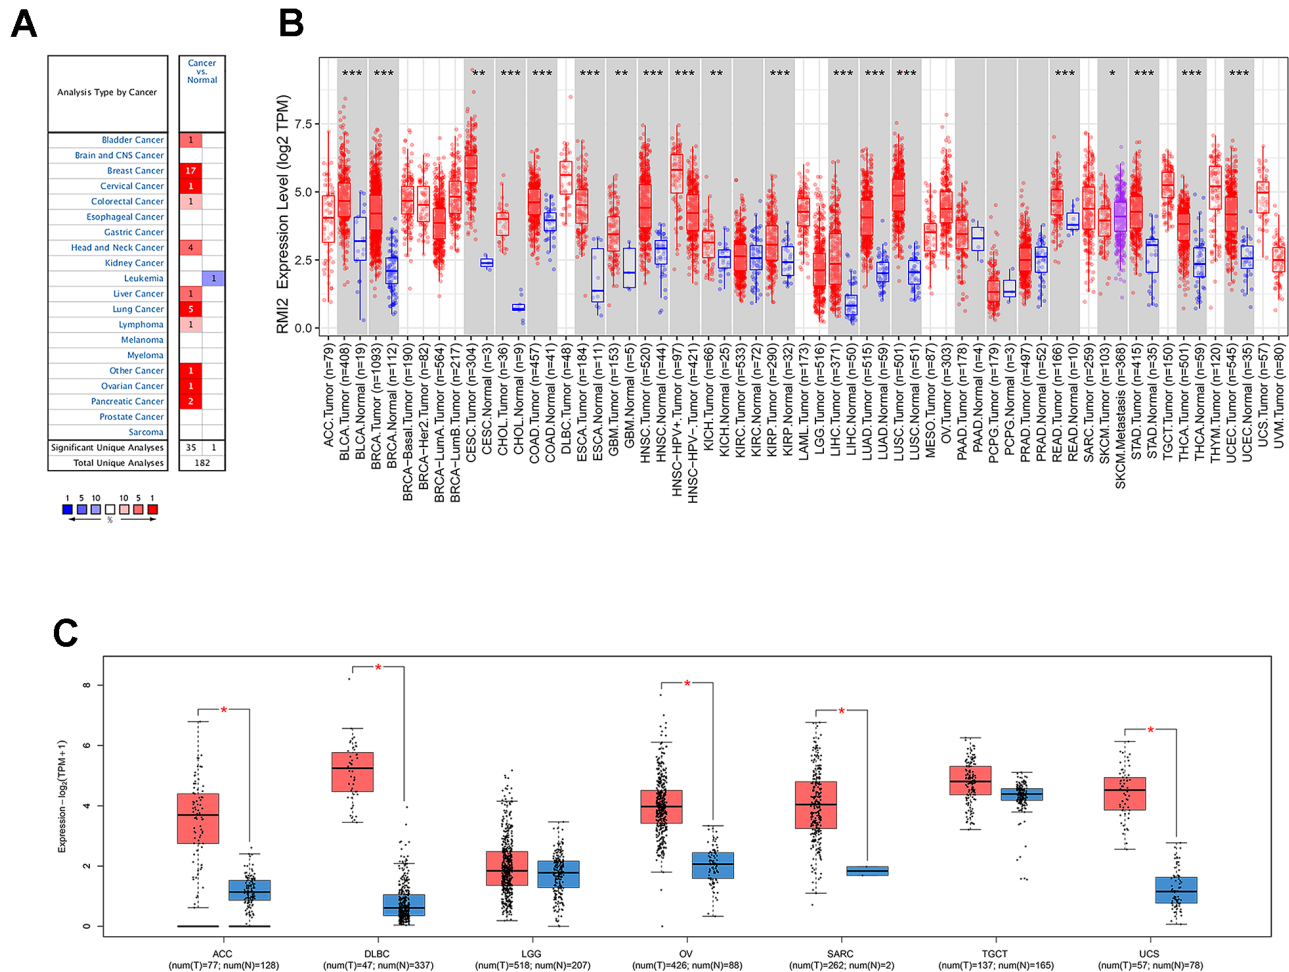 A
Analysis Type by Cancer
Cancer
vs.
Normal
Bladder Cancer 1
Brain and CNS Cancer
Breast Cancer 17
Cervical Cancer 1
Colorectal Cancer 1
Esophageal Cancer
Gastric Cancer
Head and Neck Cancer 4
Kidney Cancer
Leukemia 1
Liver Cancer 1
Lung Cancer 5
Lymphoma 1
Melanoma
Myeloma
Other Cancer 1
Ovarian Cancer 1
Pancreatic Cancer 2
Prostate Cancer
Sarcoma
Significant Unique Analyses 35 1
Total Unique Analyses 182
1 5 10 10 5 1
%
B
*** *** ** *** *** *** ** *** *** ** *** *** *** *** *** * *** *** ***
RMI2 Expression Level (log2 TPM)
7.5
5.0
2.5
0.0
ACC.Tumor (n=79)
BLCA.Tumor (n=408)
BLCA.Normal (n=19)
BRCA.Tumor (n=1093)
BRCA.Normal (n=112)
BRCA-Basal.Tumor (n=190)
BRCA-Her2.Tumor (n=82)
BRCA-LumA.Tumor (n=564)
BRCA-LumB.Tumor (n=217)
CESC.Tumor (n=304)
CESC.Normal (n=3)
CHOL.Tumor (n=36)
CHOL.Normal (n=9)
COAD.Tumor (n=457)
COAD.Normal (n=41)
DLBC.Tumor (n=48)
ESCA.Tumor (n=184)
ESCA.Normal (n=11)
GBM.Tumor (n=153)
GBM.Normal (n=5)
HNSC.Tumor (n=520)
HNSC.Normal (n=44)
HNSC-HPV+.Tumor (n=97)
HNSC-HPV-.Tumor (n=421)
KICH.Tumor (n=66)
KICH.Normal (n=25)
KIRC.Tumor (n=533)
KIRC.Normal (n=72)
KIRP.Tumor (n=290)
KIRP.Normal (n=32)
LAML.Tumor (n=173)
LGG.Tumor (n=516)
LIHC.Tumor (n=371)
LIHC.Normal (n=50)
LUAD.Tumor (n=515)
LUAD.Normal (n=59)
LUSC.Tumor (n=501)
LUSC.Normal (n=51)
MESO.Tumor (n=87)
OV.Tumor (n=303)
PAAD.Tumor (n=178)
PAAD.Normal (n=4)
PCPG.Tumor (n=179)
PCPG.Normal (n=3)
PRAD.Tumor (n=497)
PRAD.Normal (n=52)
READ.Tumor (n=166)
READ.Normal (n=10)
SARC.Tumor (n=259)
SKCM.Tumor (n=103)
SKCM.Metastasis (n=368)
STAD.Tumor (n=415)
STAD.Normal (n=35)
TGCT.Tumor (n=150)
THCA.Tumor (n=501)
THCA.Normal (n=59)
THYM.Tumor (n=120)
UCEC.Tumor (n=545)
UCEC.Normal (n=35)
UCS.Tumor (n=57)
UVM.Tumor (n=80)
C
Expression−log₂(TPM+1)
8
6
4
2
0
* * * * *
ACC
(num(T)=77; num(N)=128)
DLBC
(num(T)=47; num(N)=337)
LGG
(num(T)=518; num(N)=207)
OV
(num(T)=426; num(N)=88)
SARC
(num(T)=262; num(N)=2)
TGCT
(num(T)=137; num(N)=165)
UCS
(num(T)=57; num(N)=78)